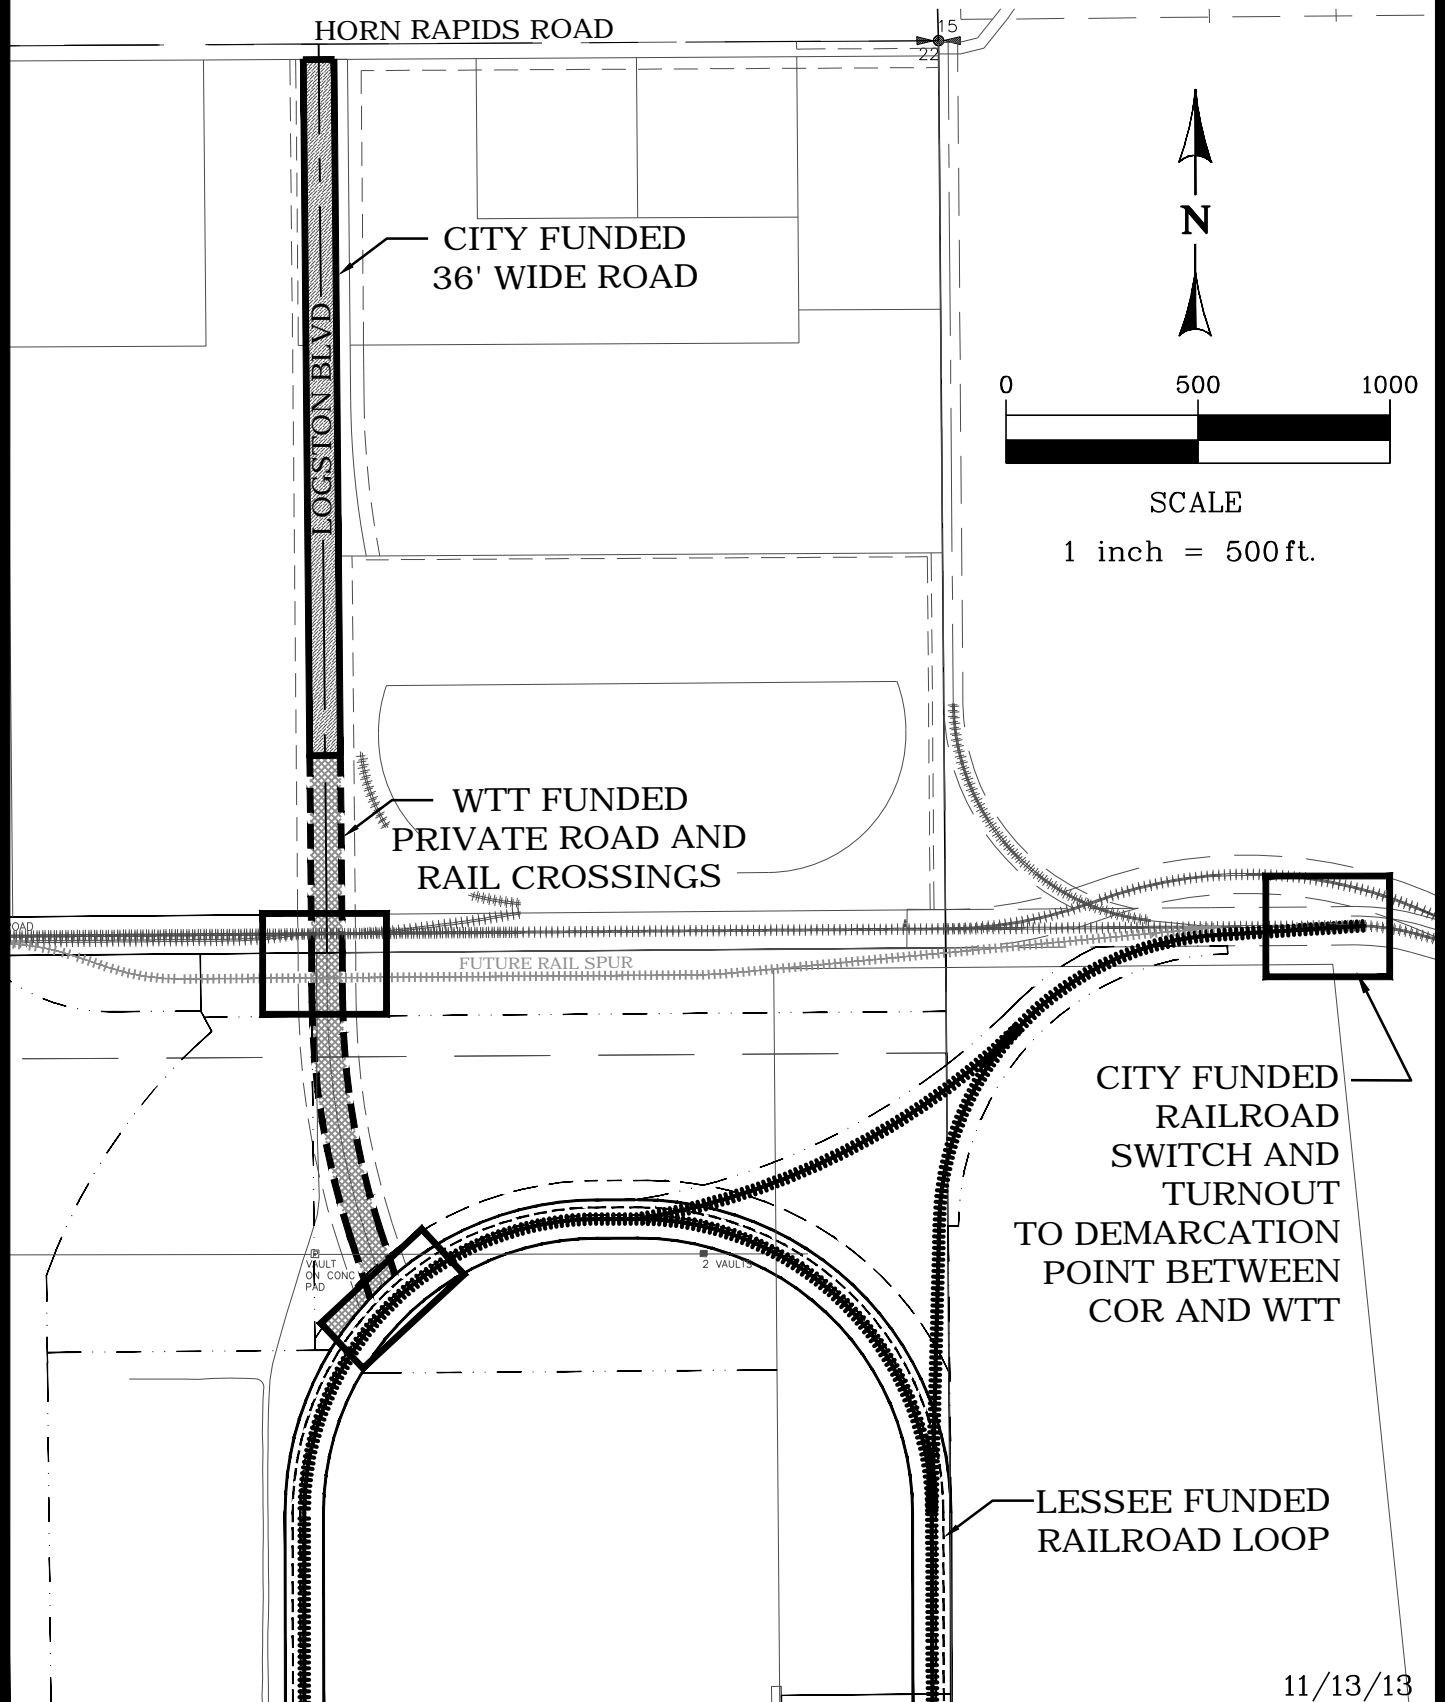 HORN RAPIDS ROAD
15
22
N
CITY FUNDED
36' WIDE ROAD
LOGSTON BLVD
0 500 1000
SCALE
1 inch = 500 ft.
WTT FUNDED
PRIVATE ROAD AND
RAIL CROSSINGS
OAD
FUTURE RAIL SPUR
CITY FUNDED
RAILROAD
SWITCH AND
TURNOUT
TO DEMARCATION
POINT BETWEEN
COR AND WTT
P
VAULT
ON CONC
PAD
2 VAULTS
LESSEE FUNDED
RAILROAD LOOP
11/13/13